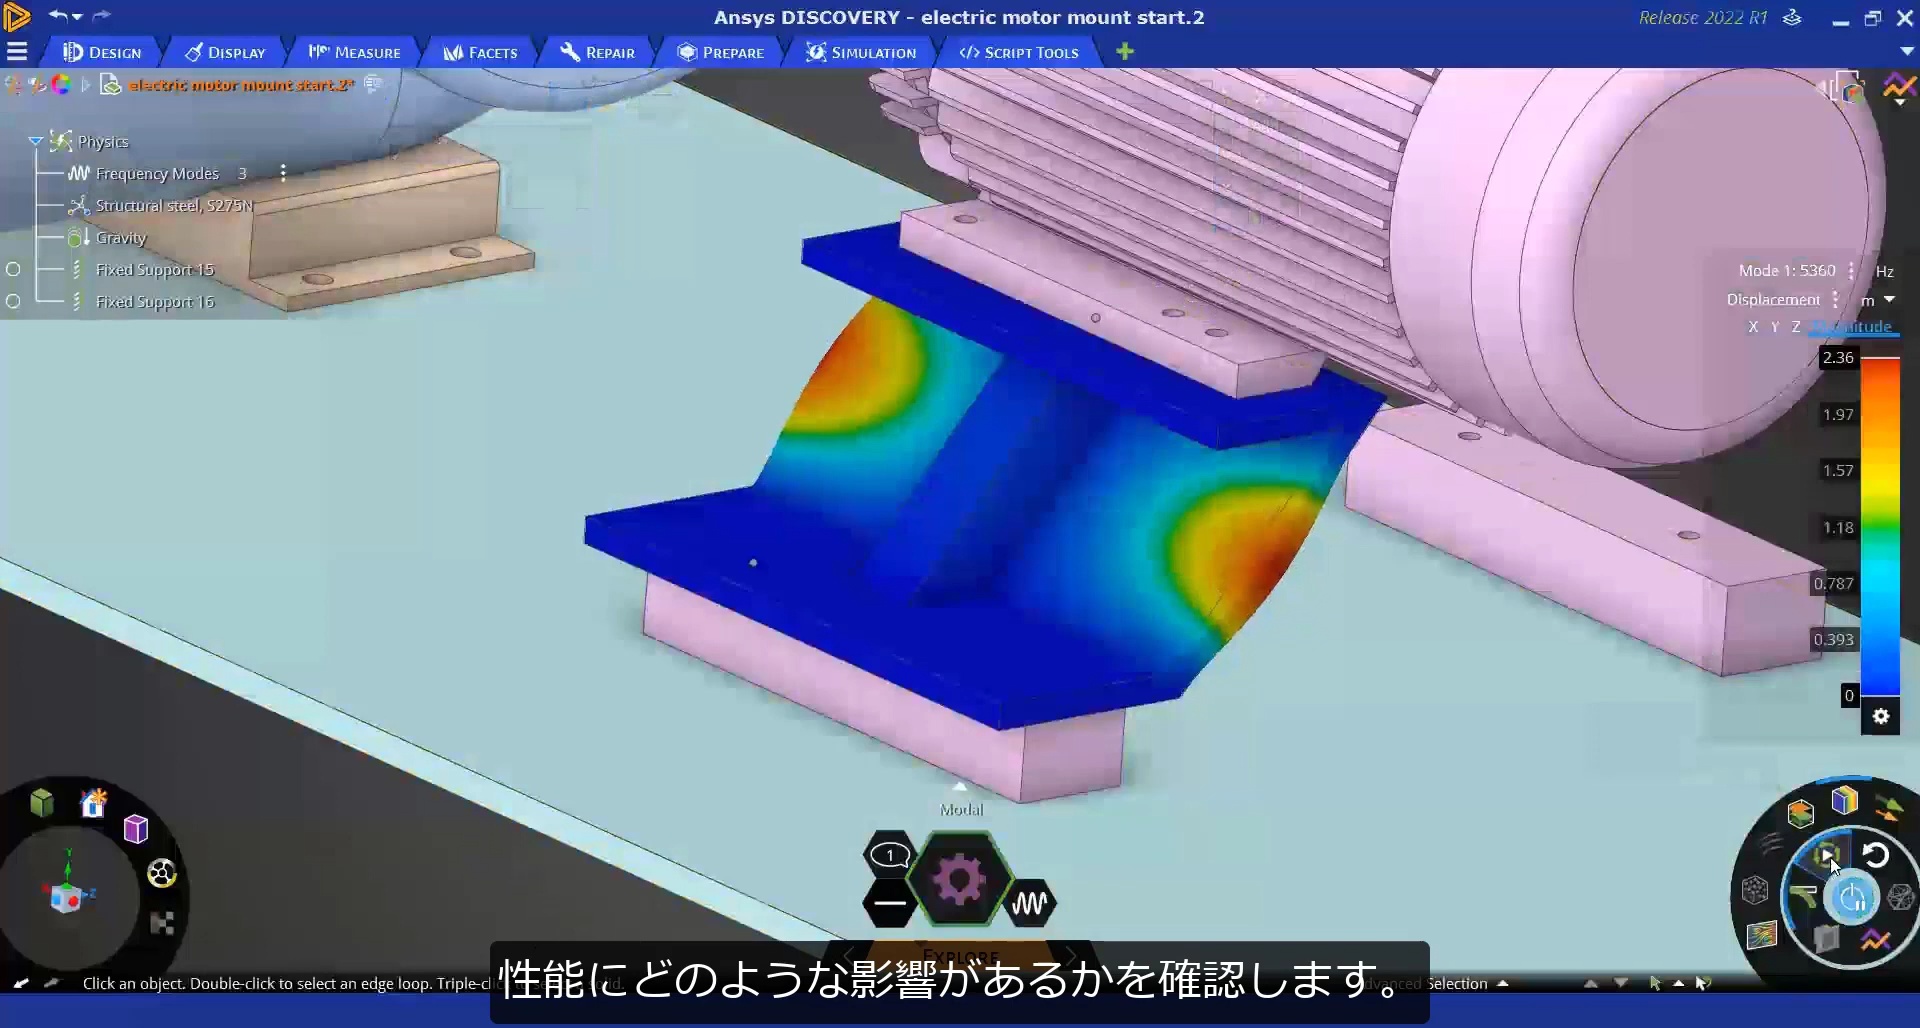 Ansys DISCOVERY - electric motor mount start.2
Release 2022 R1
DESIGN
DISPLAY
MEASURE
FACETS
REPAIR
PREPARE
SIMULATION
SCRIPT TOOLS
electric motor mount start.2*
Physics
Frequency Modes 3
Structural steel, S275N
Gravity
Fixed Support 15
Fixed Support 16
Mode 1: 5360 Hz
Displacement m
X Y Z
2.36
1.97
1.57
1.18
0.787
0.393
0
Modal
1
EXPLORE
Click an object. Double-click to select an edge loop. Triple-
性能にどのような影響があるかを確認します。